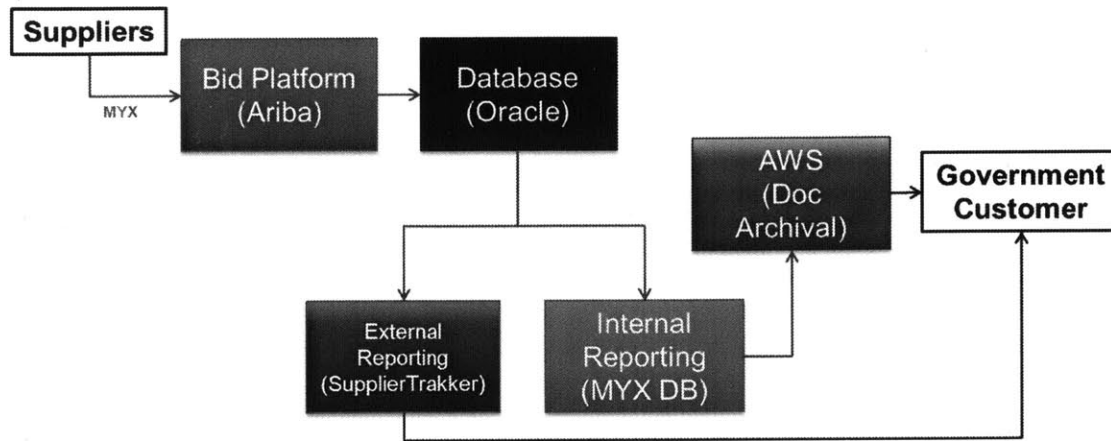 Suppliers
MYX
Bid Platform
(Ariba)
Database
(Oracle)
AWS
(Doc
Archival)
Government
Customer
External
Reporting
(SupplierTrakker)
Internal
Reporting
(MYX DB)